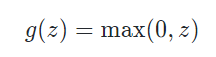 g(z) = max(0, z)